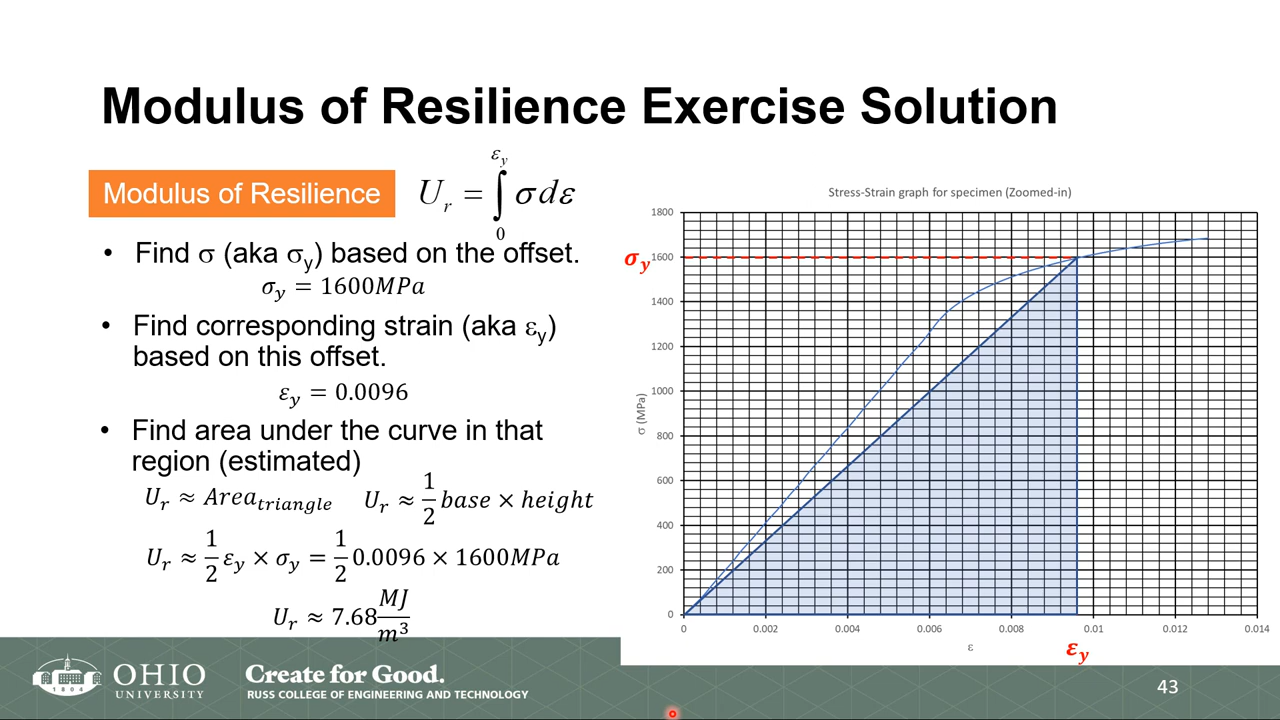 Modulus of Resilience Exercise Solution
Modulus of Resilience
U_r = ∫_0^{ε_y} σ dε
• Find σ (aka σ_y) based on the offset.
σ_y = 1600MPa
• Find corresponding strain (aka ε_y)
based on this offset.
ε_y = 0.0096
• Find area under the curve in that
region (estimated)
U_r ≈ Area_{triangle} U_r ≈ 1/2 base × height
U_r ≈ 1/2 ε_y × σ_y = 1/2 0.0096 × 1600MPa
U_r ≈ 7.68 MJ/m³
Stress-Strain graph for specimen (Zoomed-in)
1800
σ_y 1600
1400
1200
1000
800
600
400
200
0
σ (MPa)
0 0.002 0.004 0.006 0.008 0.01 0.012 0.014
ε
ε_y
1804
OHIO
UNIVERSITY
Create for Good.
RUSS COLLEGE OF ENGINEERING AND TECHNOLOGY
43